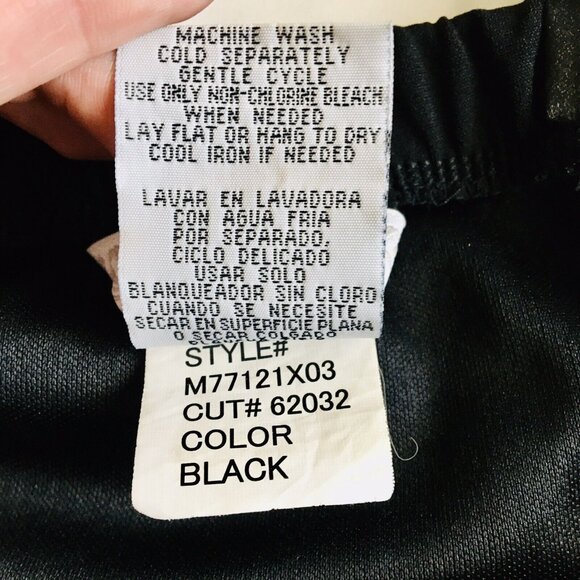 MACHINE WASH
COLD SEPARATELY
GENTLE CYCLE
USE ONLY NON-CHLORINE BLEACH
WHEN NEEDED
LAY FLAT OR HANG TO DRY
COOL IRON IF NEEDED
LAVAR EN LAVADORA
CON AGUA FRIA
POR SEPARADO,
CICLO DELICADO
USAR SOLO
BLANQUEADOR SIN CLORO
CUANDO SE NECESITE
SECAR EN SUPERFICIE PLANA
O SECAR COLGADO
STYLE#
M77121X03
CUT# 62032
COLOR
BLACK